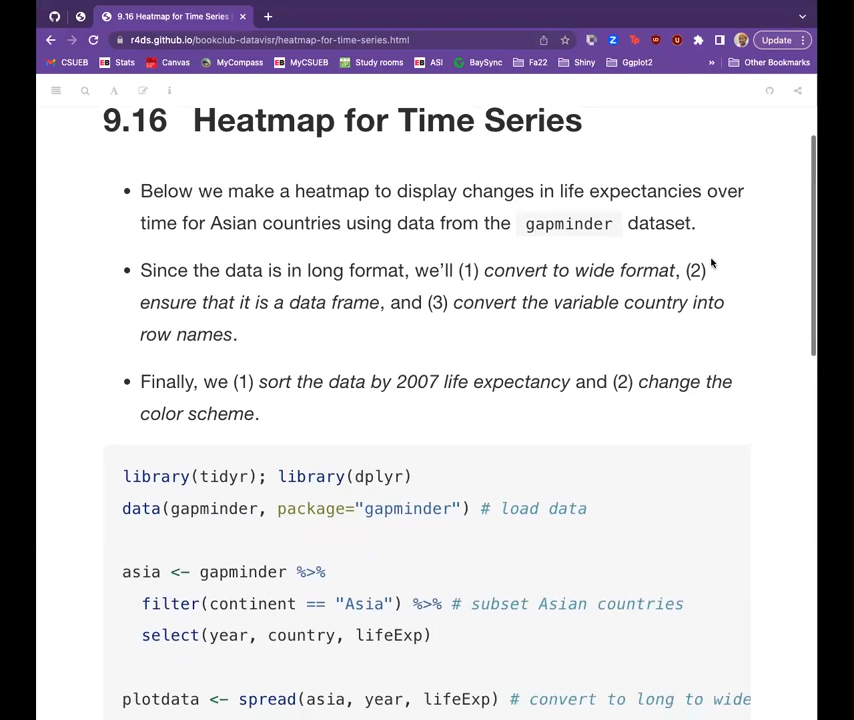 9.16 Heatmap for Time Series |
r4ds.github.io/bookclub-datavisr/heatmap-for-time-series.html
Update
CSUEB
Stats
Canvas
MyCompass
MyCSUEB
Study rooms
ASI
BaySync
Fa22
Shiny
Ggplot2
»
Other Bookmarks
9.16 Heatmap for Time Series
• Below we make a heatmap to display changes in life expectancies over
time for Asian countries using data from the gapminder dataset.
• Since the data is in long format, we’ll (1) convert to wide format, (2)
ensure that it is a data frame, and (3) convert the variable country into
row names.
• Finally, we (1) sort the data by 2007 life expectancy and (2) change the
color scheme.
library(tidyr); library(dplyr)
data(gapminder, package="gapminder") # load data
asia <- gapminder %>%
filter(continent == "Asia") %>% # subset Asian countries
select(year, country, lifeExp)
plotdata <- spread(asia, year, lifeExp) # convert to long to wide